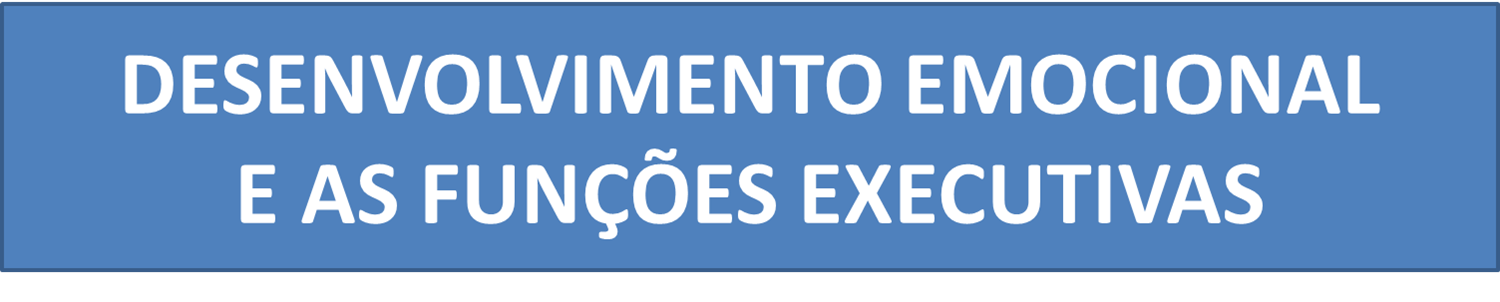 DESENVOLVIMENTO EMOCIONAL
E AS FUNÇÕES EXECUTIVAS